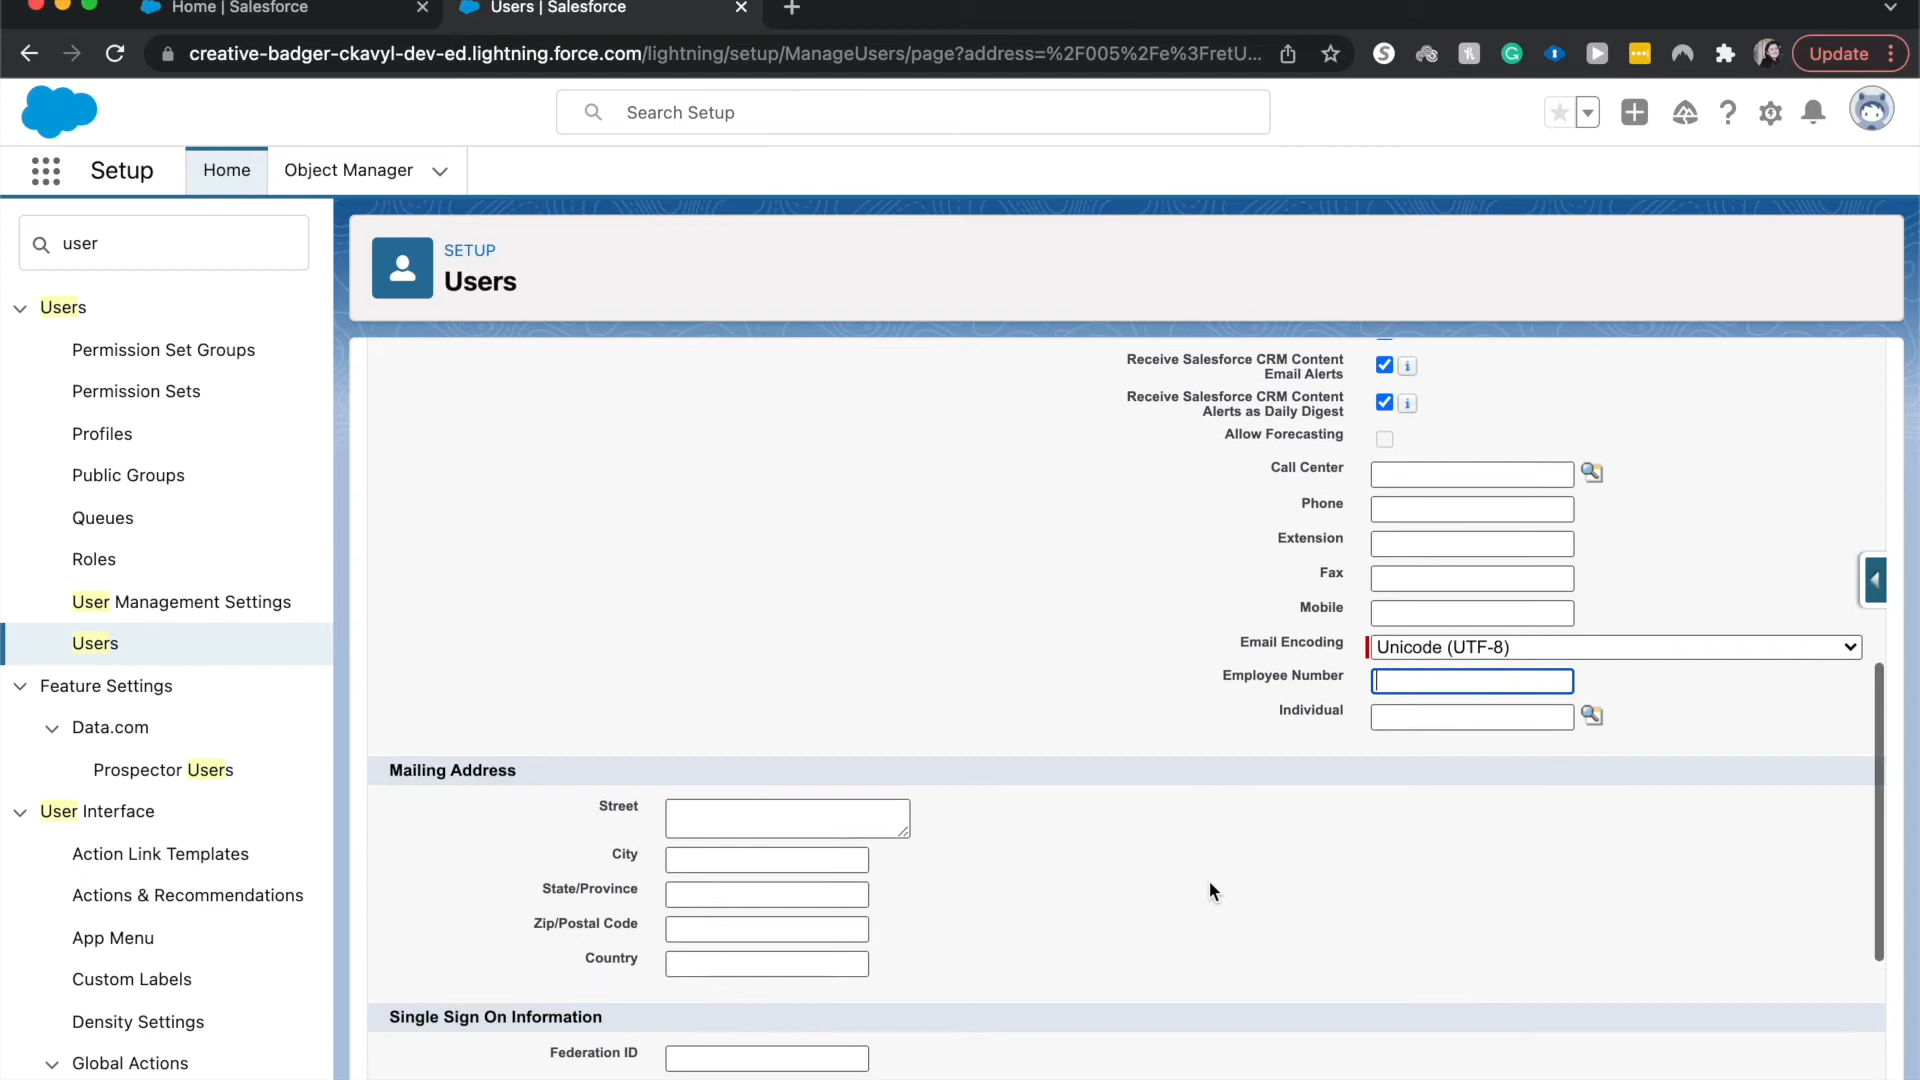 Home | Salesforce
Users | Salesforce
creative-badger-ckavyl-dev-ed.lightning.force.com/lightning/setup/ManageUsers/page?address=%2F005%2Fe%3FretU...
Update
Search Setup
Setup
Home
Object Manager
user
SETUP
Users
Users
Permission Set Groups
Permission Sets
Profiles
Public Groups
Queues
Roles
User Management Settings
Users
Feature Settings
Data.com
Prospector Users
User Interface
Action Link Templates
Actions & Recommendations
App Menu
Custom Labels
Density Settings
Global Actions
Receive Salesforce CRM Content
Email Alerts
Receive Salesforce CRM Content
Alerts as Daily Digest
Allow Forecasting
Call Center
Phone
Extension
Fax
Mobile
Email Encoding
Unicode (UTF-8)
Employee Number
Individual
Mailing Address
Street
City
State/Province
Zip/Postal Code
Country
Single Sign On Information
Federation ID